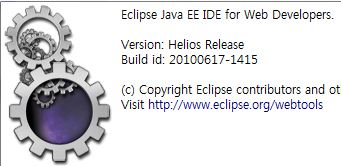 Eclipse Java EE IDE for Web Developers.
Version: Helios Release
Build id: 20100617-1415
(c) Copyright Eclipse contributors and ot
Visit http://www.eclipse.org/webtools